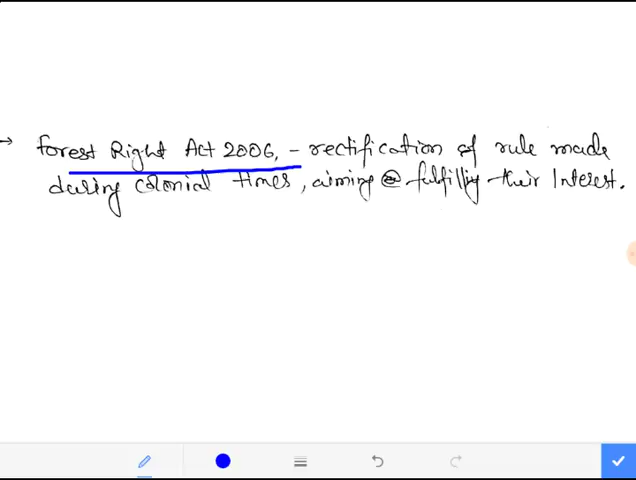 → Forest Right Act 2006, - rectification of rule made
during colonial times, aiming @ fulfilling their Interest.